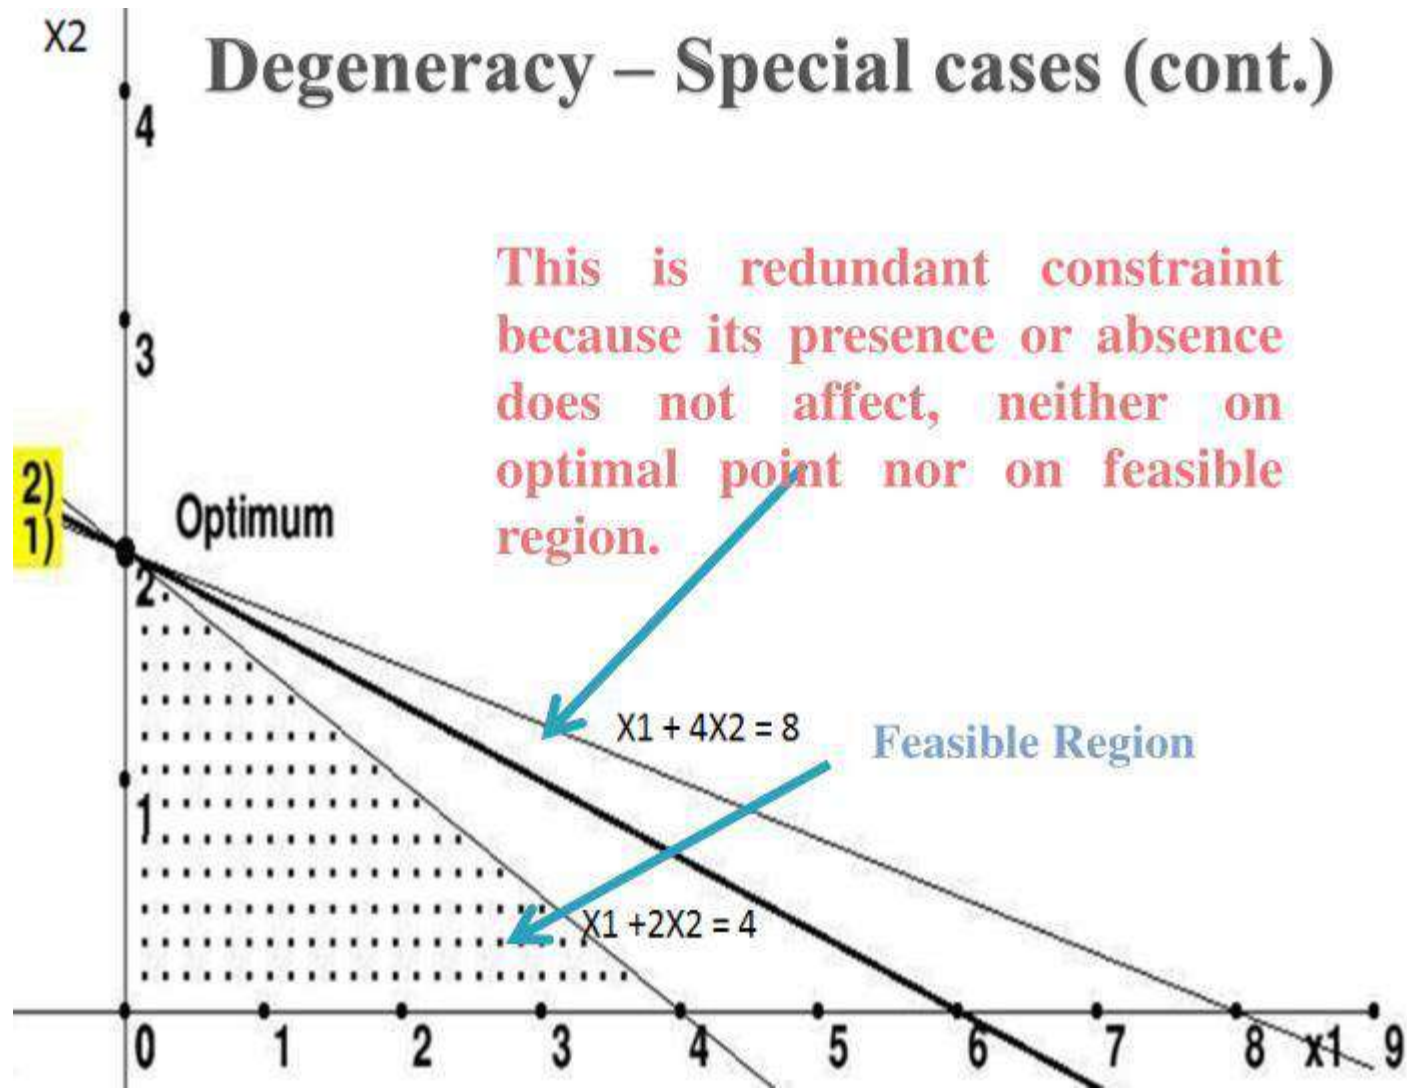 X2
Degeneracy – Special cases (cont.)
4
This is redundant constraint
because its presence or absence
does not affect, neither on
optimal point nor on feasible
region.
3
2)
1)
Optimum
2
X1 + 4X2 = 8
Feasible Region
1
X1 +2X2 = 4
0 1 2 3 4 5 6 7 8 x1 9